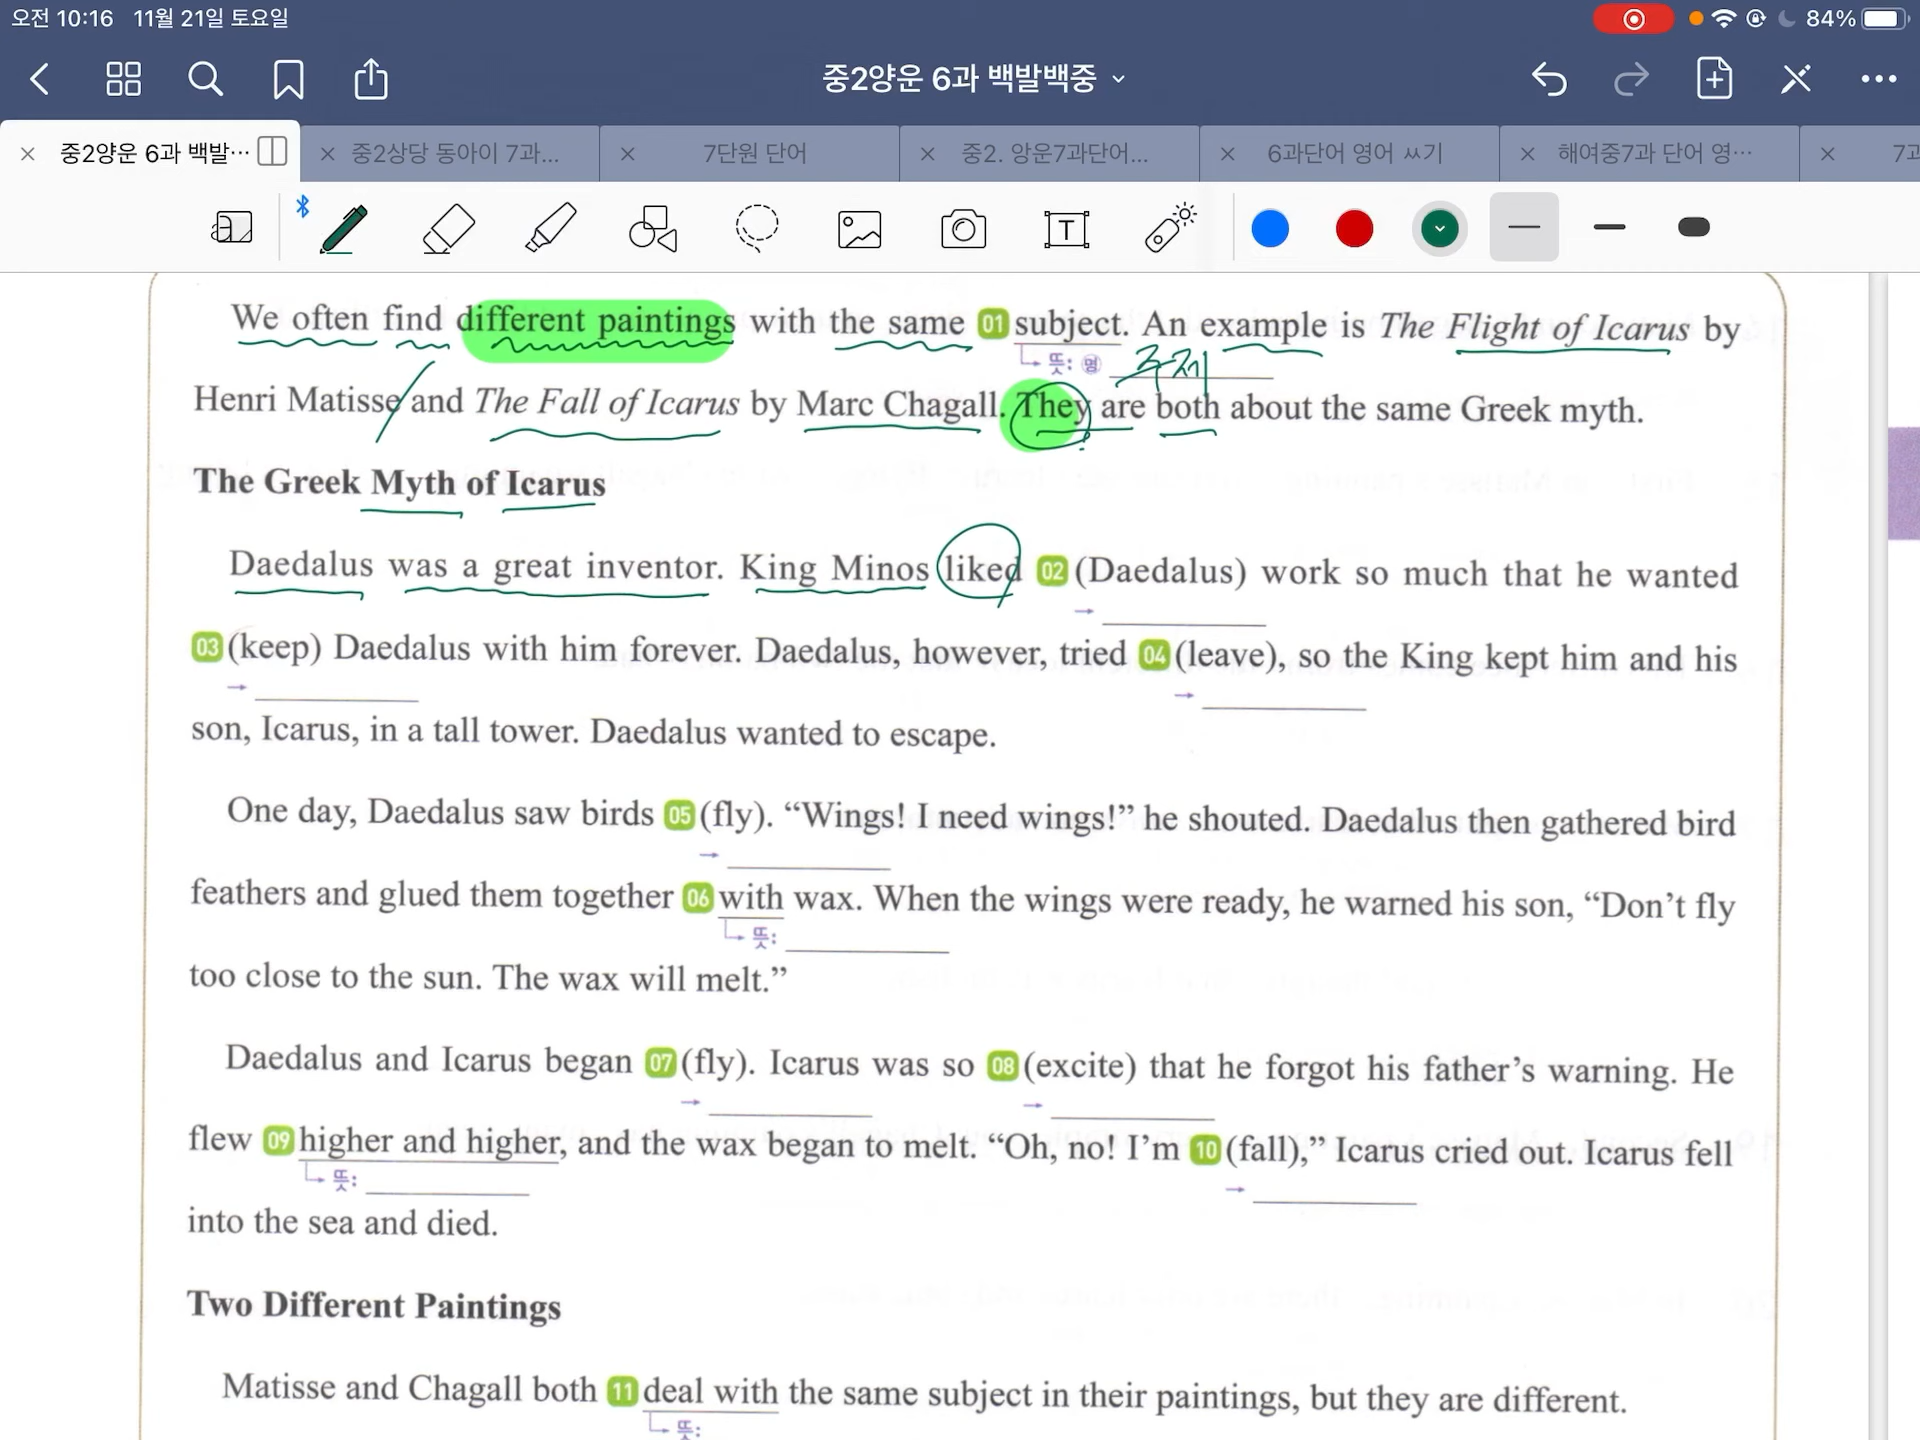 오전 10:16 11월 21일 토요일 84%
중2양운 6과 백발백중
중2양운 6과 백발… 중2상당 동아이 7과... 7단원 단어 중2. 앙운7과단어... 6과단어 영어 ㅆ기 해여중7과 단어 영… 7과
T
We often find different paintings with the same 01 subject. An example is The Flight of Icarus by
뜻: 명 주제
Henri Matisse and The Fall of Icarus by Marc Chagall. They are both about the same Greek myth.
The Greek Myth of Icarus
Daedalus was a great inventor. King Minos liked 02 (Daedalus) work so much that he wanted
→
03 (keep) Daedalus with him forever. Daedalus, however, tried 04 (leave), so the King kept him and his
→ →
son, Icarus, in a tall tower. Daedalus wanted to escape.
One day, Daedalus saw birds 05 (fly). “Wings! I need wings!” he shouted. Daedalus then gathered bird
→
feathers and glued them together 06 with wax. When the wings were ready, he warned his son, “Don’t fly
뜻:
too close to the sun. The wax will melt.”
Daedalus and Icarus began 07 (fly). Icarus was so 08 (excite) that he forgot his father’s warning. He
→ →
flew 09 higher and higher, and the wax began to melt. “Oh, no! I’m 10 (fall),” Icarus cried out. Icarus fell
뜻: →
into the sea and died.
Two Different Paintings
Matisse and Chagall both 11 deal with the same subject in their paintings, but they are different.
뜻: